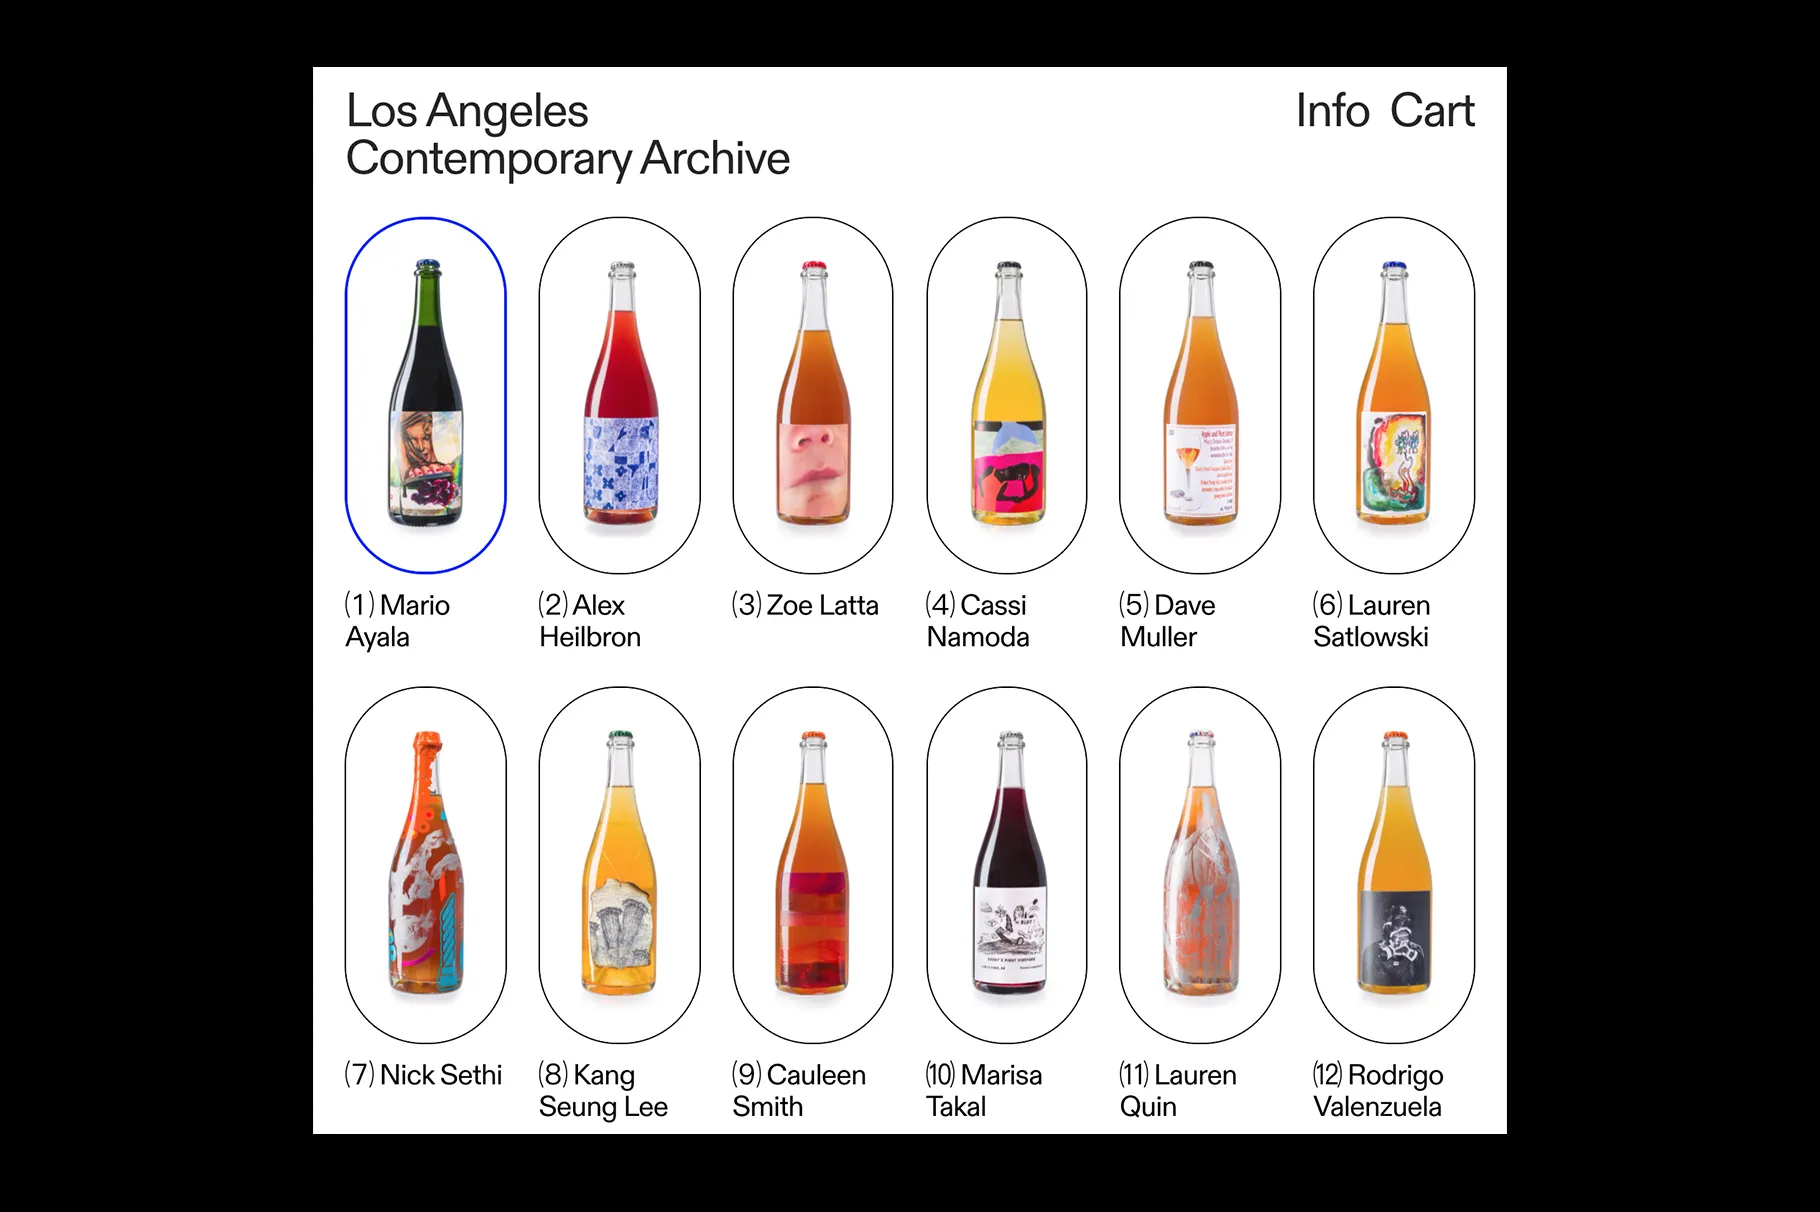 Los Angeles
Contemporary Archive
Info Cart
(1) Mario
Ayala
(2) Alex
Heilbron
(3) Zoe Latta
(4) Cassi
Namoda
(5) Dave
Muller
(6) Lauren
Satlowski
(7) Nick Sethi
(8) Kang
Seung Lee
(9) Cauleen
Smith
(10) Marisa
Takal
(11) Lauren
Quin
(12) Rodrigo
Valenzuela